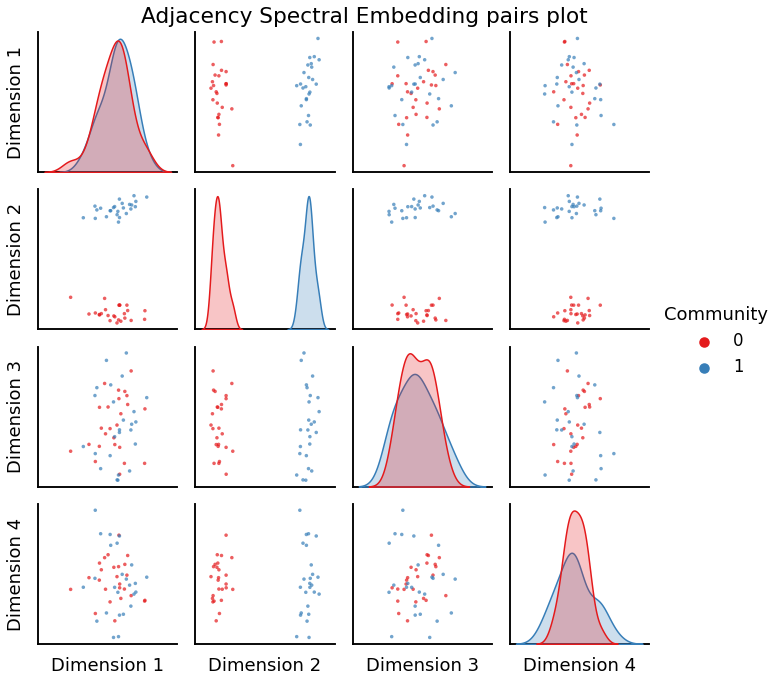 Adjacency Spectral Embedding pairs plot
Dimension 1
Dimension 2
Dimension 3
Dimension 4
Community
0
1
Dimension 1
Dimension 2
Dimension 3
Dimension 4